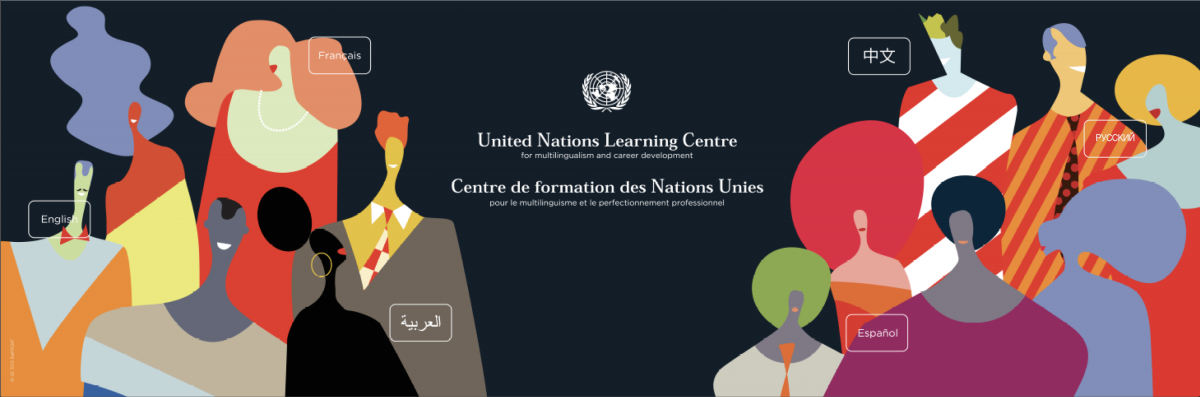 Français
English
العربية
United Nations Learning Centre
for multilingualism and career development
Centre de formation des Nations Unies
pour le multilinguisme et le perfectionnement professionnel
中文
РУССКИЙ
Español